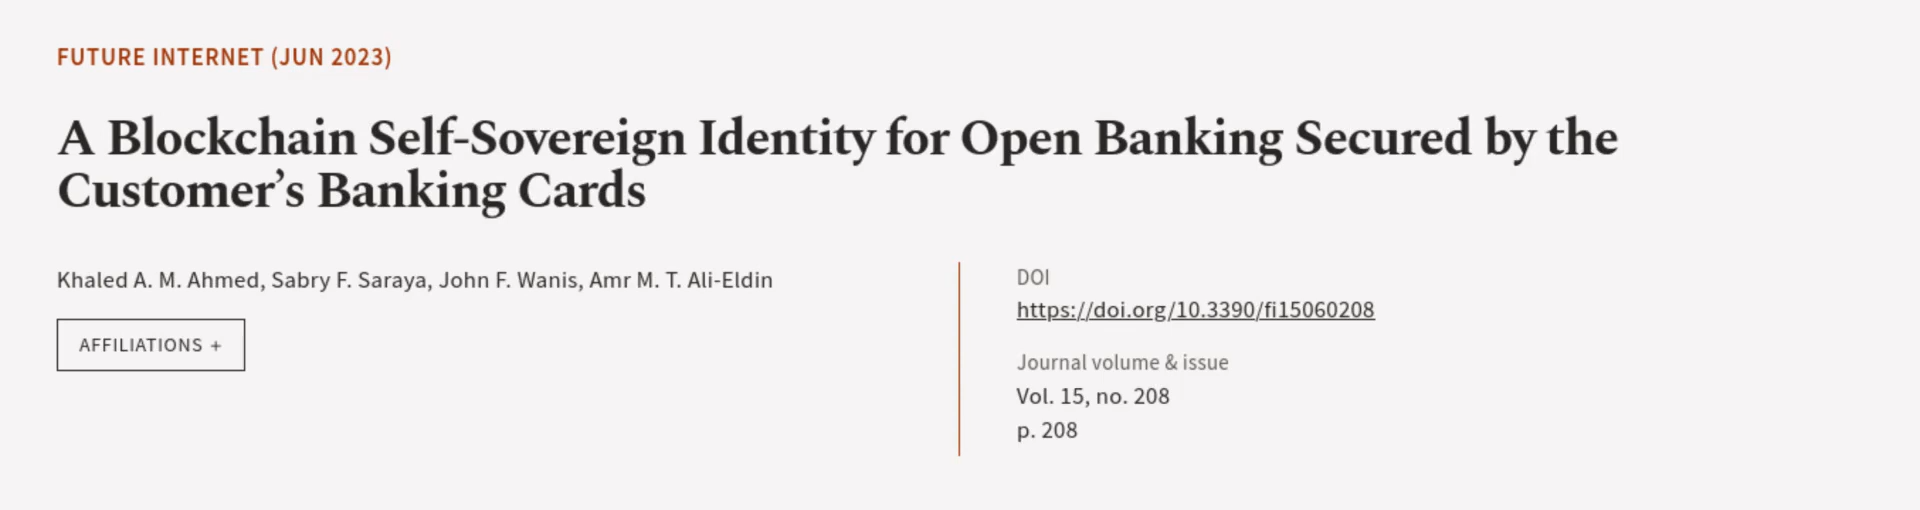 FUTURE INTERNET (JUN 2023)
A Blockchain Self-Sovereign Identity for Open Banking Secured by the
Customer’s Banking Cards
Khaled A. M. Ahmed, Sabry F. Saraya, John F. Wanis, Amr M. T. Ali-Eldin
AFFILIATIONS +
DOI
https://doi.org/10.3390/fi15060208
Journal volume & issue
Vol. 15, no. 208
p. 208